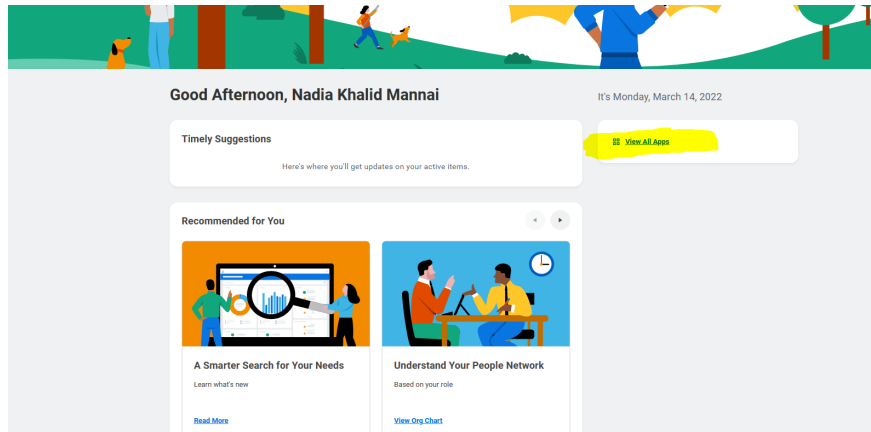 Good Afternoon, Nadia Khalid Mannai
It's Monday, March 14, 2022
Timely Suggestions
Here's where you'll get updates on your active items.
View All Apps
Recommended for You
A Smarter Search for Your Needs
Learn what's new
Read More
Understand Your People Network
Based on your role
View Org Chart